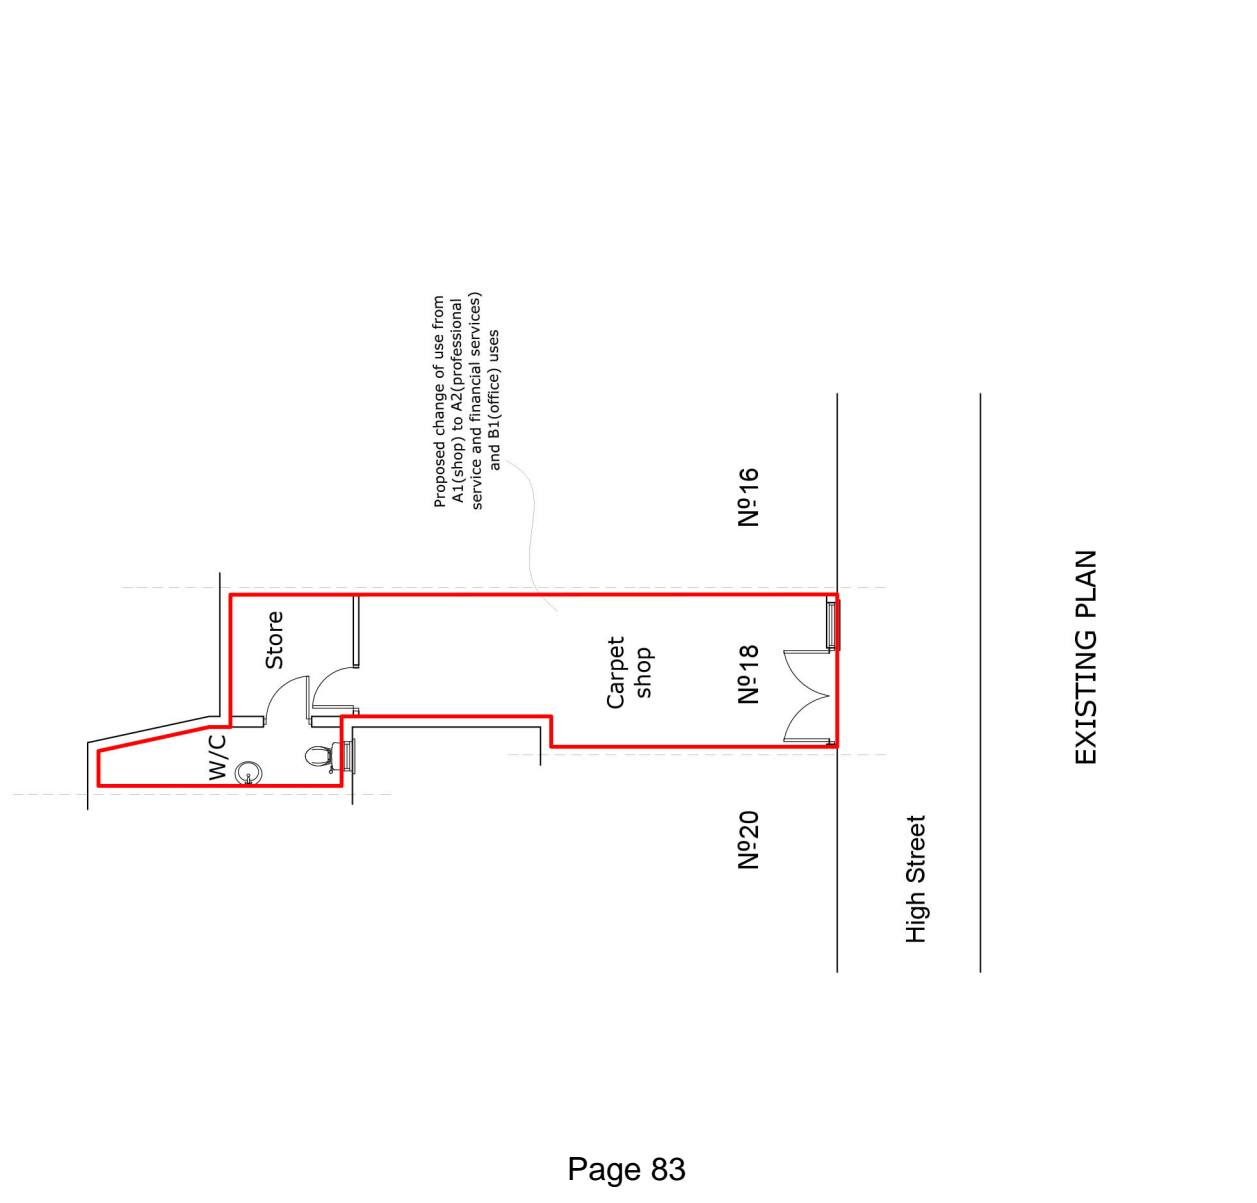 Proposed change of use from
A1(shop) to A2(professional
service and financial services)
and B1(office) uses
Store
W/C
Carpet
shop
Nº16
Nº18
Nº20
High Street
EXISTING PLAN
Page 83